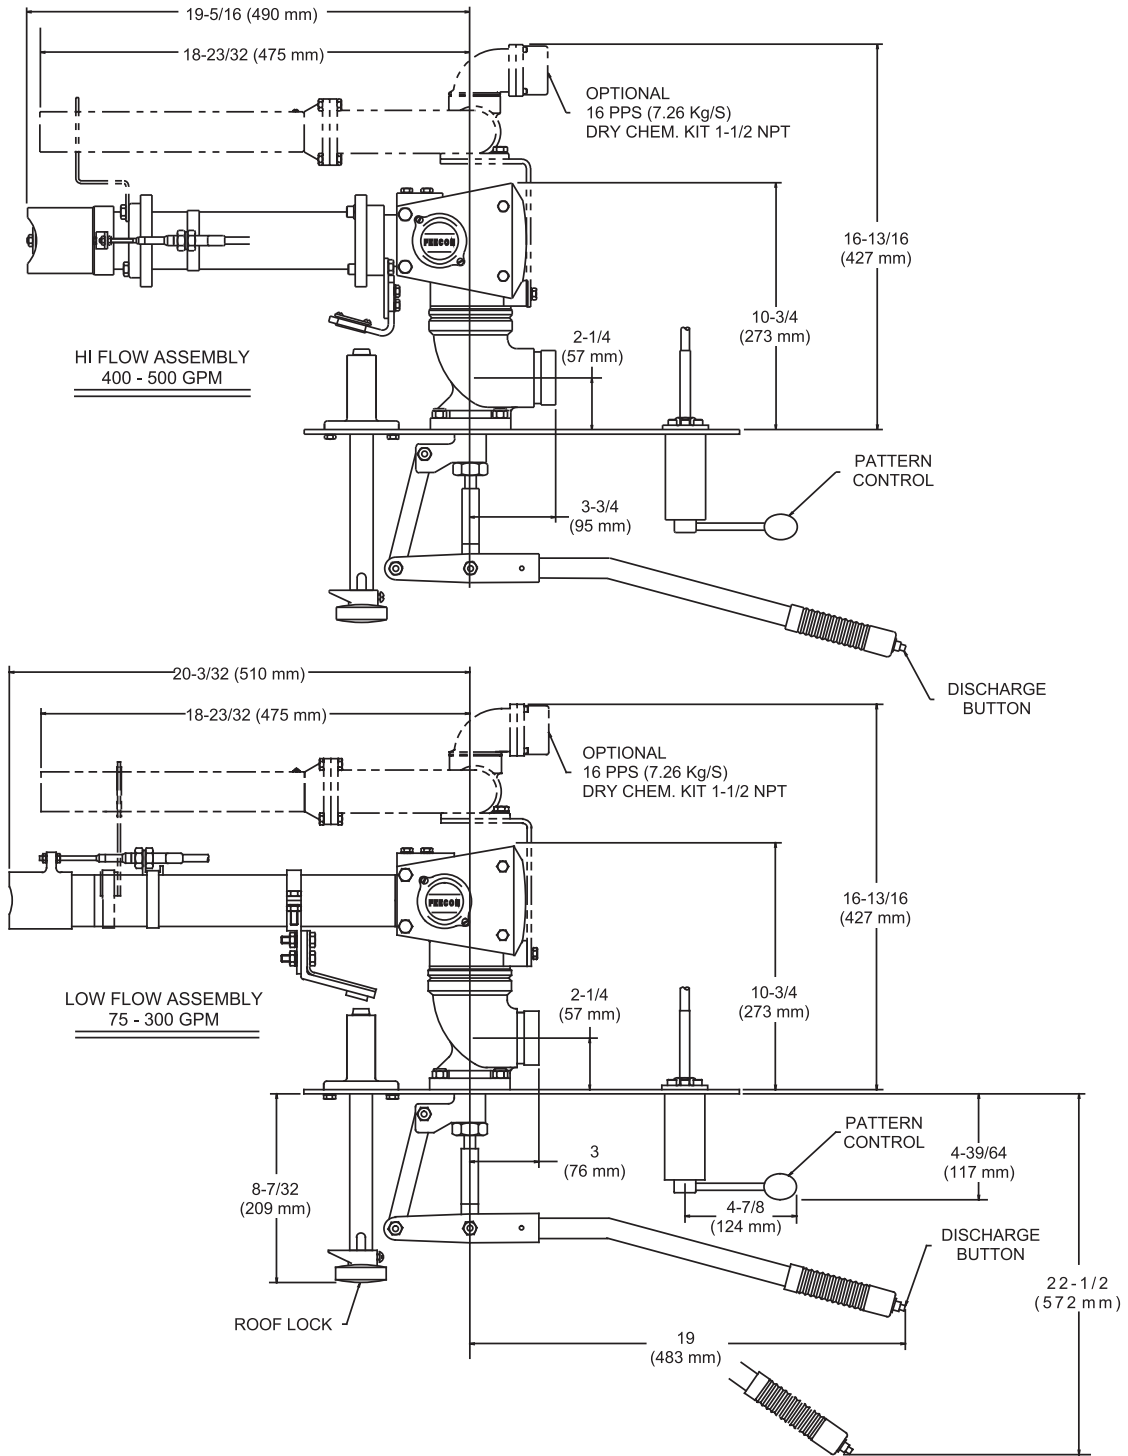 19-5/16 (490 mm)
18-23/32 (475 mm)
OPTIONAL
16 PPS (7.26 Kg/S)
DRY CHEM. KIT 1-1/2 NPT
FEECON
16-13/16
(427 mm)
10-3/4
(273 mm)
2-1/4
(57 mm)
HI FLOW ASSEMBLY
400 - 500 GPM
PATTERN
CONTROL
3-3/4
(95 mm)
DISCHARGE
BUTTON
20-3/32 (510 mm)
18-23/32 (475 mm)
OPTIONAL
16 PPS (7.26 Kg/S)
DRY CHEM. KIT 1-1/2 NPT
FEECON
16-13/16
(427 mm)
10-3/4
(273 mm)
2-1/4
(57 mm)
LOW FLOW ASSEMBLY
75 - 300 GPM
PATTERN
CONTROL
3
(76 mm)
4-39/64
(117 mm)
8-7/32
(209 mm)
4-7/8
(124 mm)
DISCHARGE
BUTTON
22-1/2
(572 mm)
ROOF LOCK
19
(483 mm)